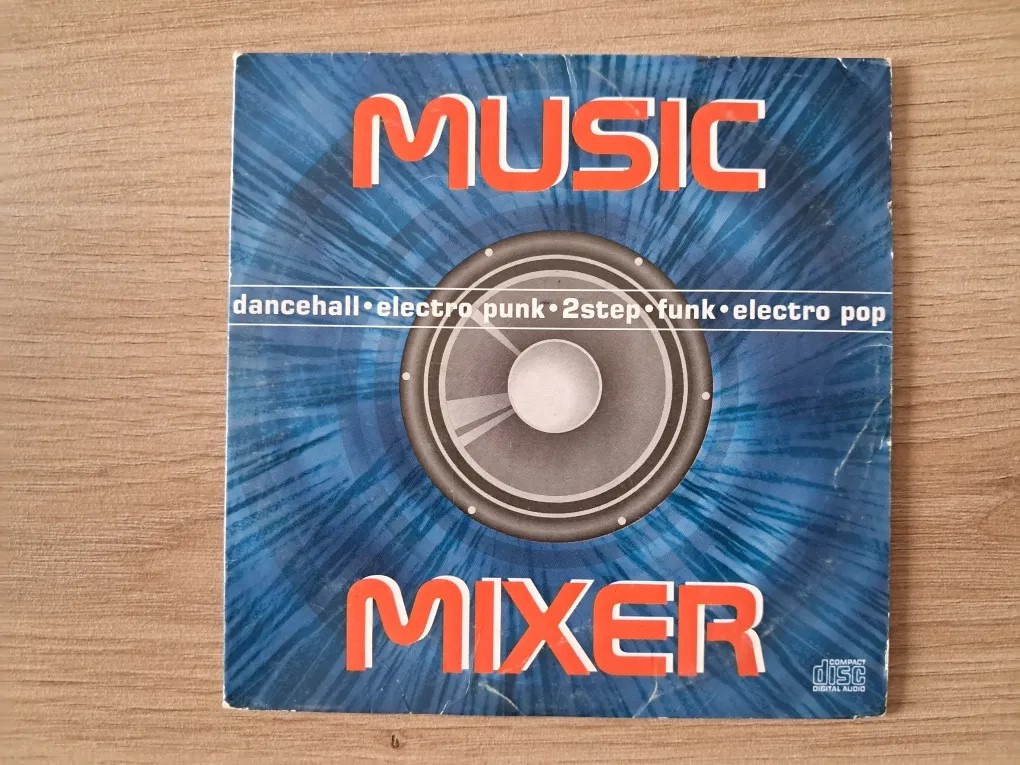 MUSIC
dancehall•electro punk•2step•funk•electro pop
MIXER
COMPACT
disc
DIGITAL AUDIO